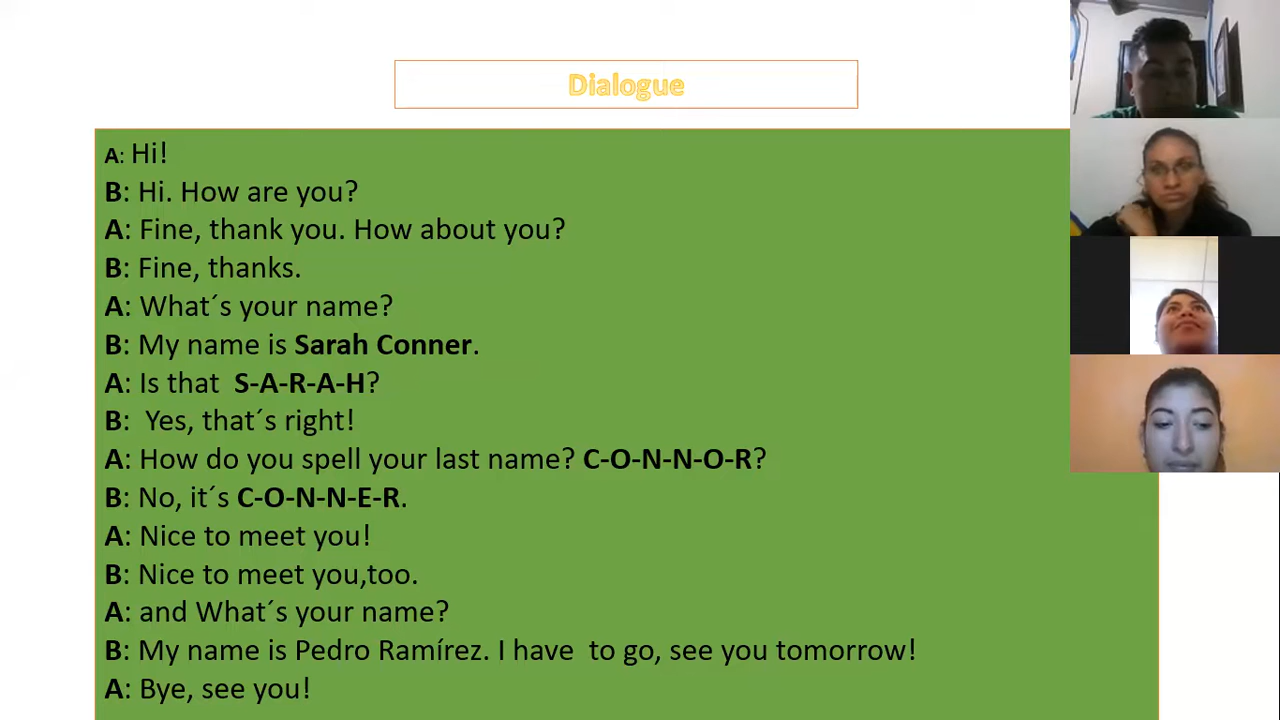 Dialogue
A: Hi!
B: Hi. How are you?
A: Fine, thank you. How about you?
B: Fine, thanks.
A: What´s your name?
B: My name is Sarah Conner.
A: Is that  S-A-R-A-H?
B:  Yes, that´s right!
A: How do you spell your last name? C-O-N-N-O-R?
B: No, it´s C-O-N-N-E-R.
A: Nice to meet you!
B: Nice to meet you,too.
A: and What´s your name?
B: My name is Pedro Ramírez. I have  to go, see you tomorrow!
A: Bye, see you!